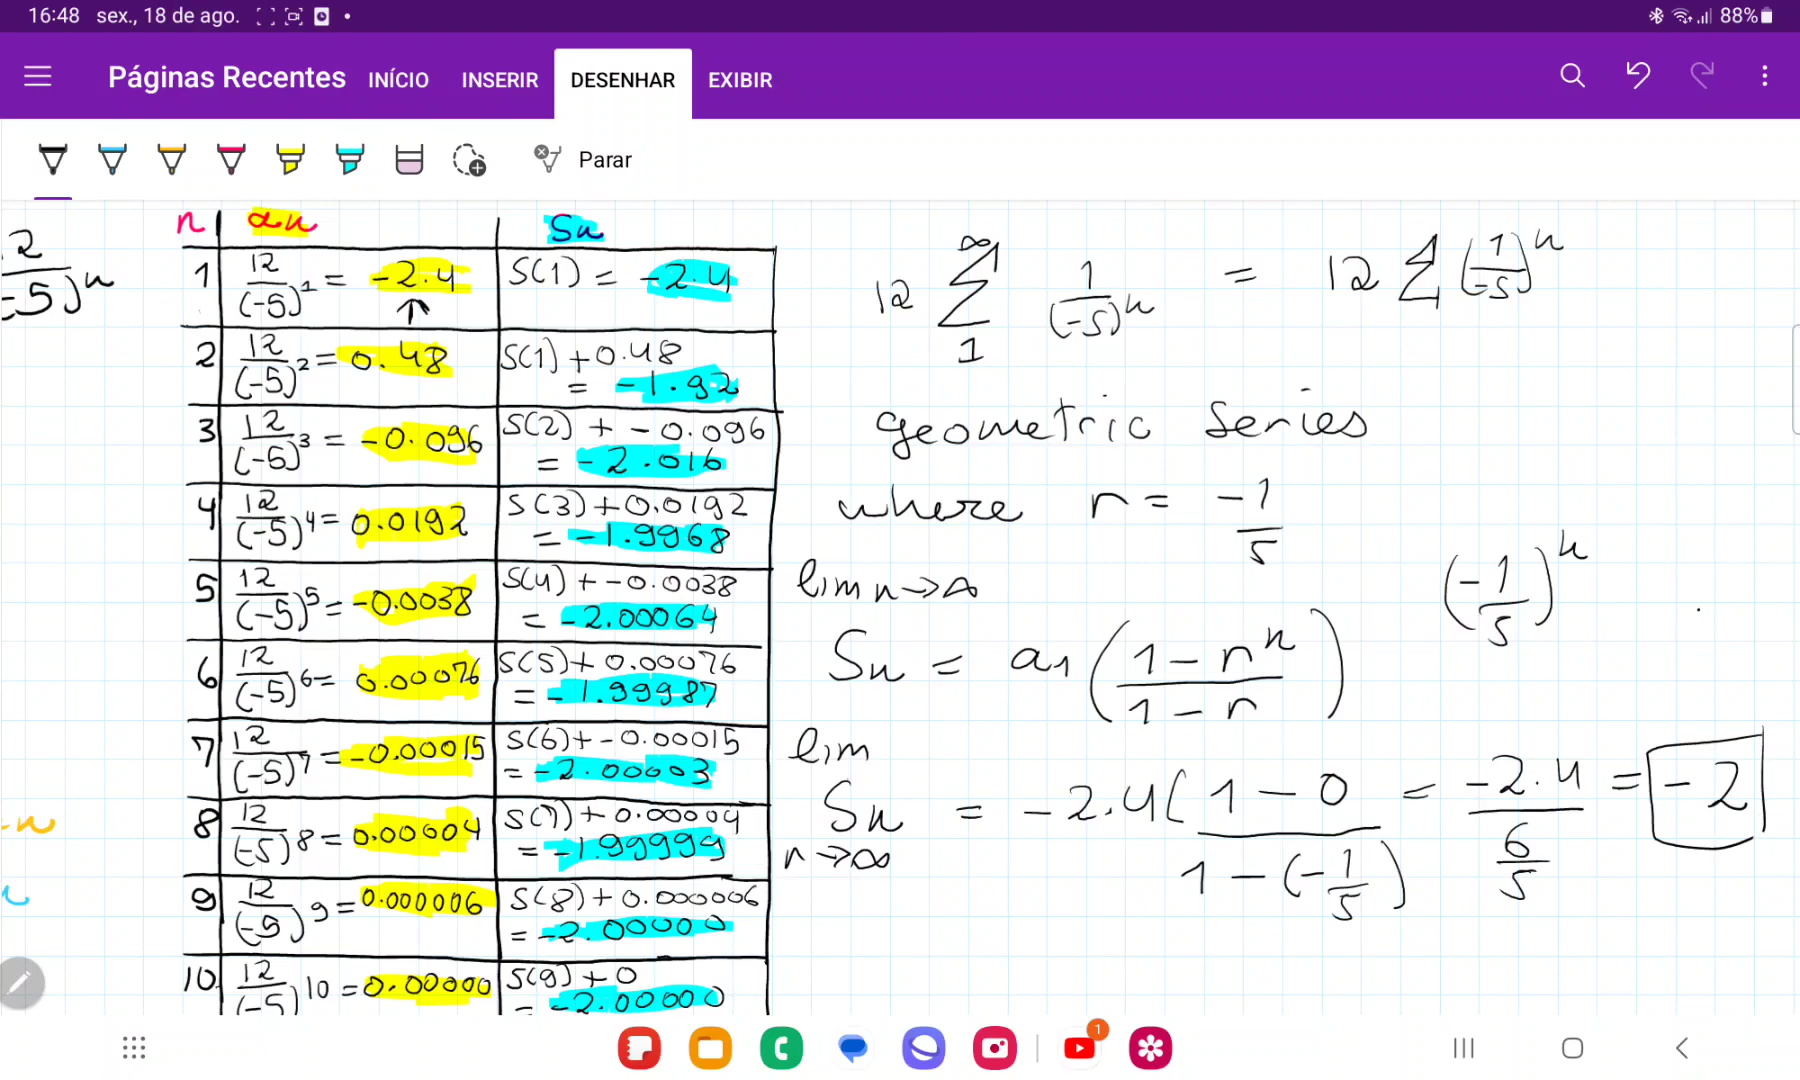 16:48 sex., 18 de ago. 88%
Páginas Recentes INÍCIO INSERIR DESENHAR EXIBIR
Parar
n an Sn
1 12/(-5)^1 = -2.4 S(1) = -2.4
2 12/(-5)^2 = 0.48 S(1) + 0.48
= -1.92
3 12/(-5)^3 = -0.096 S(2) + -0.096
= -2.016
4 12/(-5)^4 = 0.0192 S(3) + 0.0192
= -1.9968
5 12/(-5)^5 = -0.0038 S(4) + -0.0038
= -2.00064
6 12/(-5)^6 = 0.00076 S(5) + 0.00076
= -1.99987
7 12/(-5)^7 = -0.00015 S(6) + -0.00015
= -2.00003
8 12/(-5)^8 = 0.00004 S(7) + 0.00004
= -1.99999
9 12/(-5)^9 = 0.000006 S(8) + 0.000006
= -2.00000
10 12/(-5)^10 = 0.00000 S(9) + 0
= -2.00000
2/(-5)^n
12 ∑ ∞ 1 1/(-5)^n = 12 ∑ (1/-5)^n
geometric series
where r = -1/5
(-1/5)^n
lim n→∞
Sn = a1 (1 - r^n / 1 - r)
lim
Sn = -2.4 (1 - 0 / 1 - (-1/5)) = -2.4 / 6/5 = -2
n→∞
1